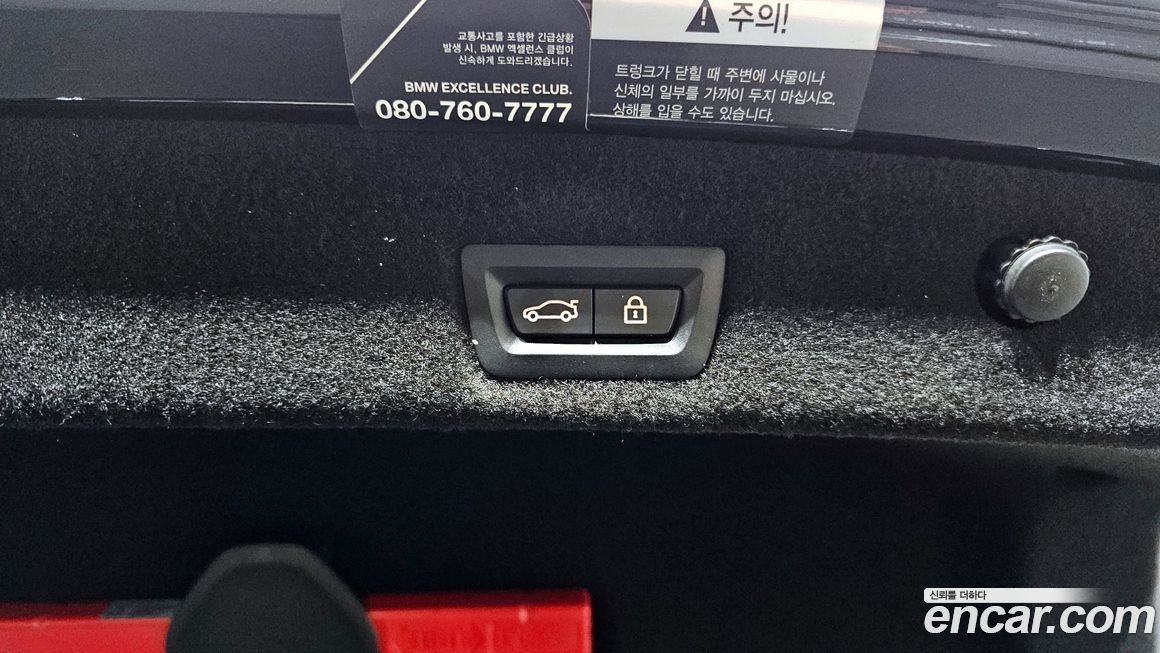 교통사고를 포함한 긴급상황
발생 시, BMW 엑셀런스 클럽이
신속하게 도와드리겠습니다.
BMW EXCELLENCE CLUB.
080-760-7777
주의!
트렁크가 닫힐 때 주변에 사물이나
신체의 일부를 가까이 두지 마십시오.
상해를 입을 수도 있습니다.
신뢰를 더하다
encar.com